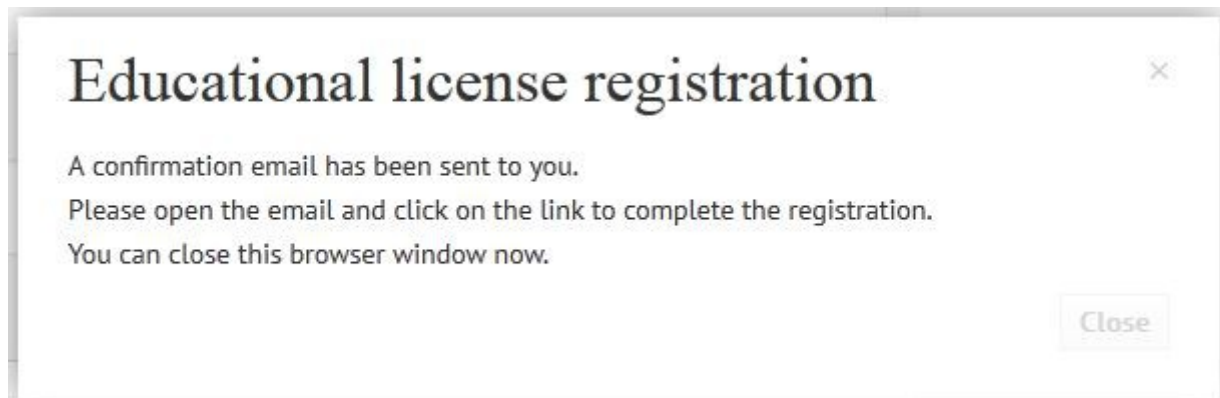 Educational license registration
×
A confirmation email has been sent to you.
Please open the email and click on the link to complete the registration.
You can close this browser window now.
Close